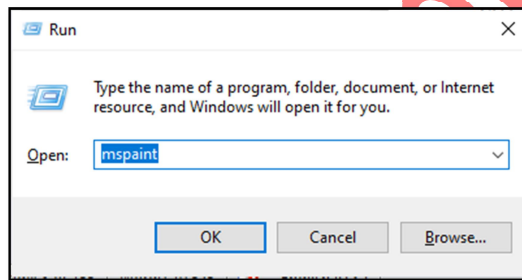 Run
Type the name of a program, folder, document, or Internet
resource, and Windows will open it for you.
Open: mspaint
OK Cancel Browse...